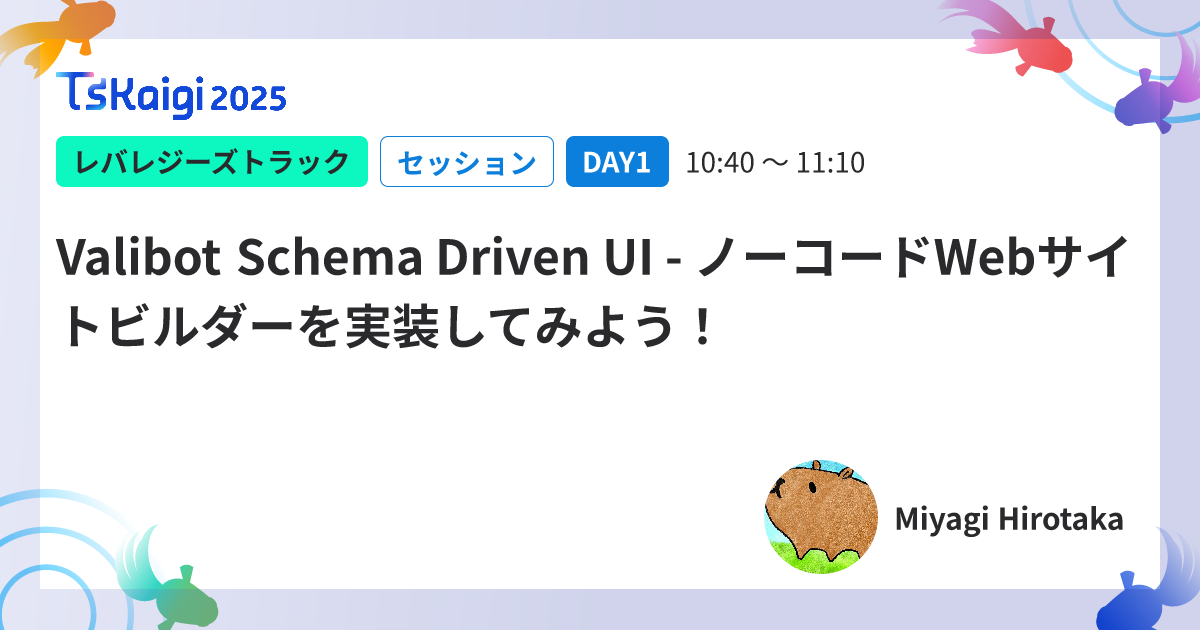 TSKaigi 2025
レバレジーズトラック セッション DAY1 10:40 〜 11:10
Valibot Schema Driven UI - ノーコードWebサイ
トビルダーを実装してみよう！
Miyagi Hirotaka